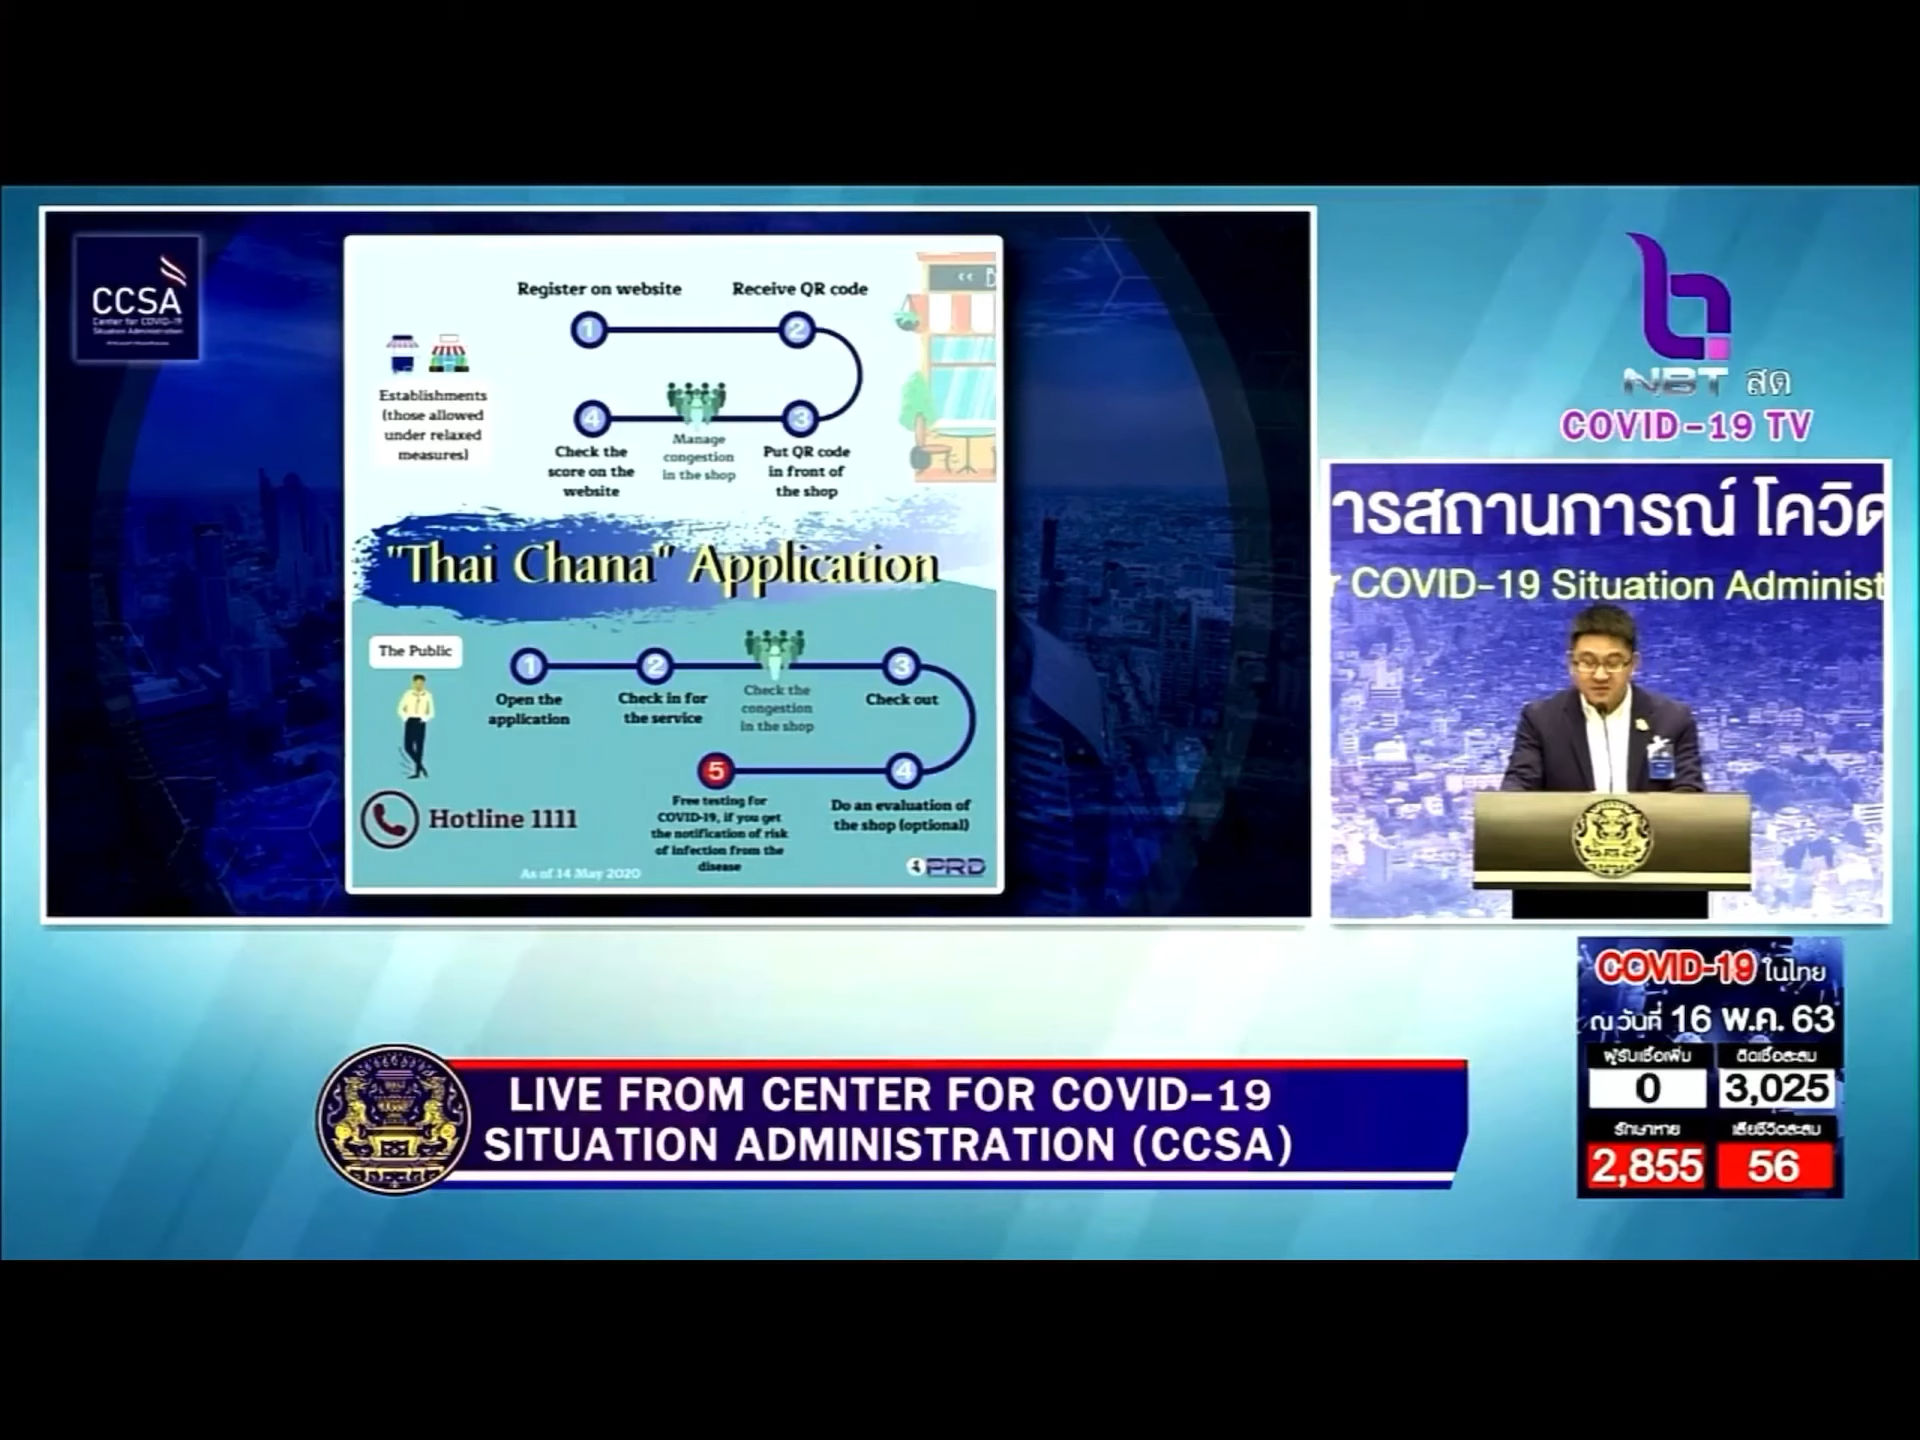 CCSA
Center for COVID-19
Situation Administration
Register on website
Receive QR code
1
2
Establishments
(those allowed
under relaxed
measures)
4
3
Check the
score on the
website
Manage
congestion
in the shop
Put QR code
in front of
the shop
"Thai Chana" Application
The Public
1
2
3
Open the
application
Check in for
the service
Check the
congestion
in the shop
Check out
5
4
Free testing for
COVID-19, if you get
the notification of risk
of infection from the
disease
Do an evaluation of
the shop (optional)
Hotline 1111
As of 14 May 2020
PRD
NBT สด
COVID-19 TV
ารสถานการณ์ โควิด
r COVID-19 Situation Administ
COVID-19 ในไทย
ณ วันที่ 16 พ.ค. 63
ผู้รับเชื้อเพิ่ม
ติดเชื้อสะสม
0
3,025
รักษาหาย
เสียชีวิตสะสม
2,855
56
LIVE FROM CENTER FOR COVID-19
SITUATION ADMINISTRATION (CCSA)